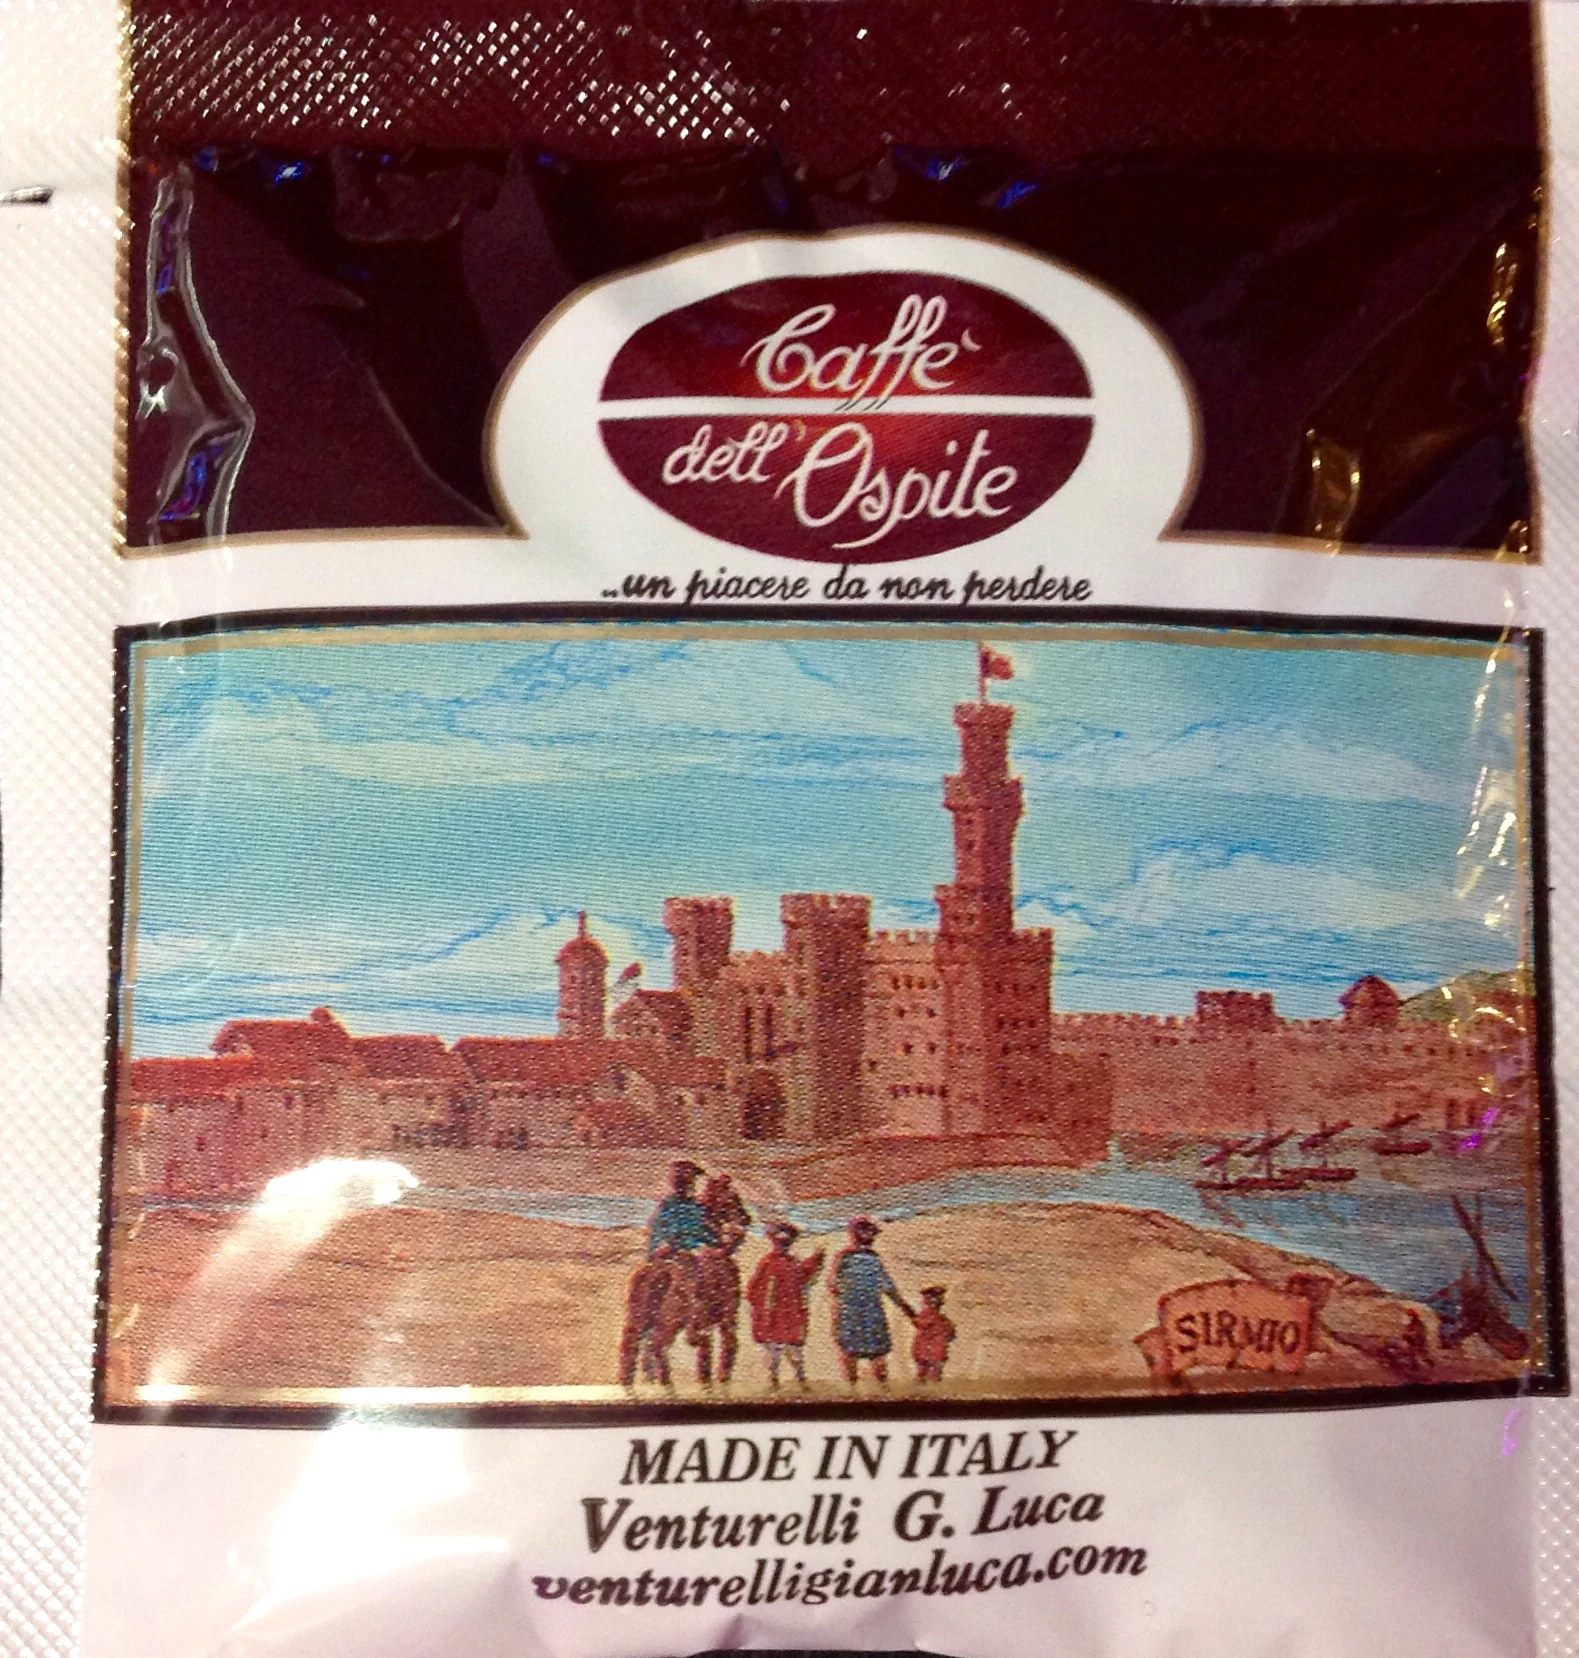 Caffè
dell'Ospite
..un piacere da non perdere
SIRMIO
MADE IN ITALY
Venturelli G. Luca
venturelligianluca.com